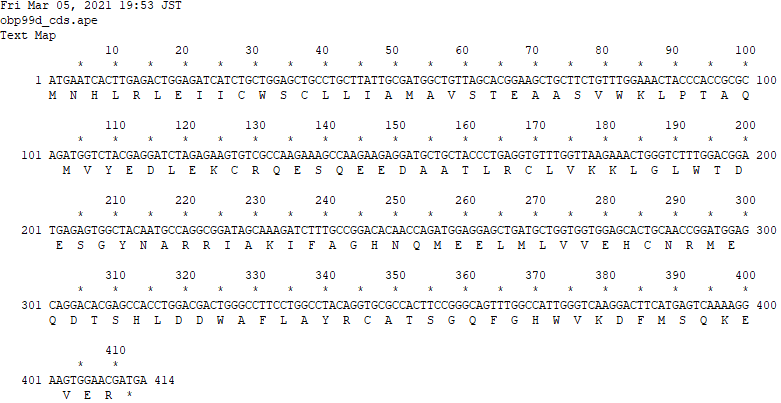 Fri Mar 05, 2021 19:53 JST
obp99d_cds.ape
Text Map
10 20 30 40 50 60 70 80 90 100
* * * * * * * * * * * * * * * * * * * *
1 ATGAATCACTTGAGACTGGAGATCATCTGCTGGAGCTGCCTGCTTATTGCGATGGCTGTTAGCACGGAAGCTGCTTCTGTTTGGAAACTACCCACCGCGC 100
M N H L R L E I I C W S C L L I A M A V S T E A A S V W K L P T A Q
110 120 130 140 150 160 170 180 190 200
* * * * * * * * * * * * * * * * * * * *
101 AGATGGTCTACGAGGATCTAGAGAAGTGTCGCCAAGAAAGCCAAGAAGAGGATGCTGCTACCCTGAGGTGTTTGGTTAAGAAACTGGGTCTTTGGACGGA 200
M V Y E D L E K C R Q E S Q E E D A A T L R C L V K K L G L W T D
210 220 230 240 250 260 270 280 290 300
* * * * * * * * * * * * * * * * * * * *
201 TGAGAGTGGCTACAATGCCAGGCGGATAGCAAAGATCTTTGCCGGACACAACCAGATGGAGGAGCTGATGCTGGTGGTGGAGCACTGCAACCGGATGGAG 300
E S G Y N A R R I A K I F A G H N Q M E E L M L V V E H C N R M E
310 320 330 340 350 360 370 380 390 400
* * * * * * * * * * * * * * * * * * * *
301 CAGGACACGAGCCACCTGGACGACTGGGCCTTCCTGGCCTACAGGTGCGCCACTTCCGGGCAGTTTGGCCATTGGGTCAAGGACTTCATGAGTCAAAAGG 400
Q D T S H L D D W A F L A Y R C A T S G Q F G H W V K D F M S Q K E
410
* *
401 AAGTGGAACGATGA 414
V E R *